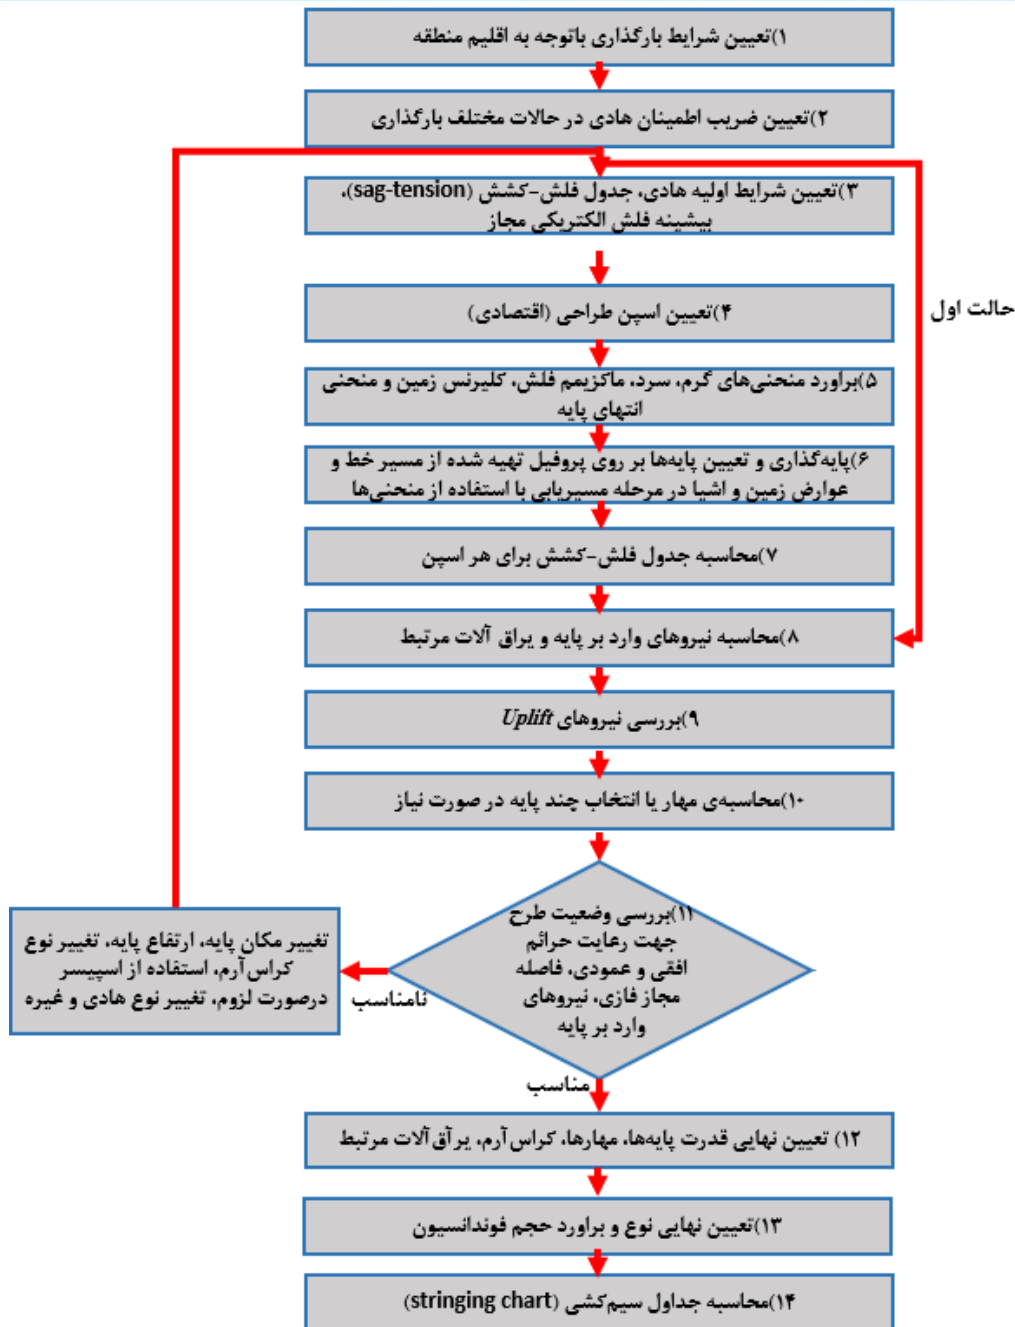 ۱)تعیین شرایط بارگذاری باتوجه به اقلیم منطقه
۲)تعیین ضریب اطمینان هادی در حالات مختلف بارگذاری
۳)تعیین شرایط اولیه هادی، جدول فلش-کشش (sag-tension)،
بیشینه فلش الکتریکی مجاز
حالت اول
۴)تعیین اسپن طراحی (اقتصادی)
۵)براورد منحنی‌های گرم، سرد، ماکزیمم فلش، کلیرنس زمین و منحنی
انتهای پایه
۶)پایه‌گذاری و تعیین پایه‌ها بر روی پروفیل تهیه شده از مسیر خط و
عوارض زمین و اشیا در مرحله مسیریابی با استفاده از منحنی‌ها
۷)محاسبه جدول فلش-کشش برای هر اسپن
۸)محاسبه نیروهای وارد بر پایه و یراق آلات مرتبط
۹)بررسی نیروهای Uplift
۱۰)محاسبه‌ی مهار یا انتخاب چند پایه در صورت نیاز
۱۱)بررسی وضعیت طرح
جهت رعایت حرائم
افقی و عمودی، فاصله
مجاز فازی، نیروهای
وارد بر پایه
نامناسب
تغییر مکان پایه، ارتفاع پایه، تغییر نوع
کراس‌آرم، استفاده از اسپیسر
درصورت لزوم، تغییر نوع هادی و غیره
مناسب
۱۲) تعیین نهایی قدرت پایه‌ها، مهارها، کراس‌آرم، یرآق‌آلات مرتبط
۱۳)تعیین نهایی نوع و براورد حجم فوندانسیون
۱۴)محاسبه جداول سیم‌کشی (stringing chart)